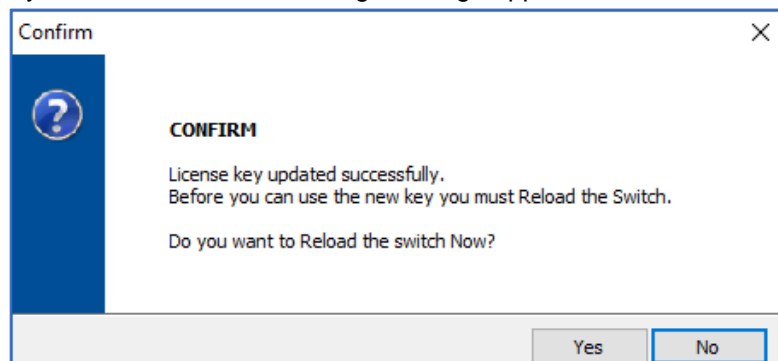 Confirm
CONFIRM
License key updated successfully.
Before you can use the new key you must Reload the Switch.
Do you want to Reload the switch Now?
Yes
No